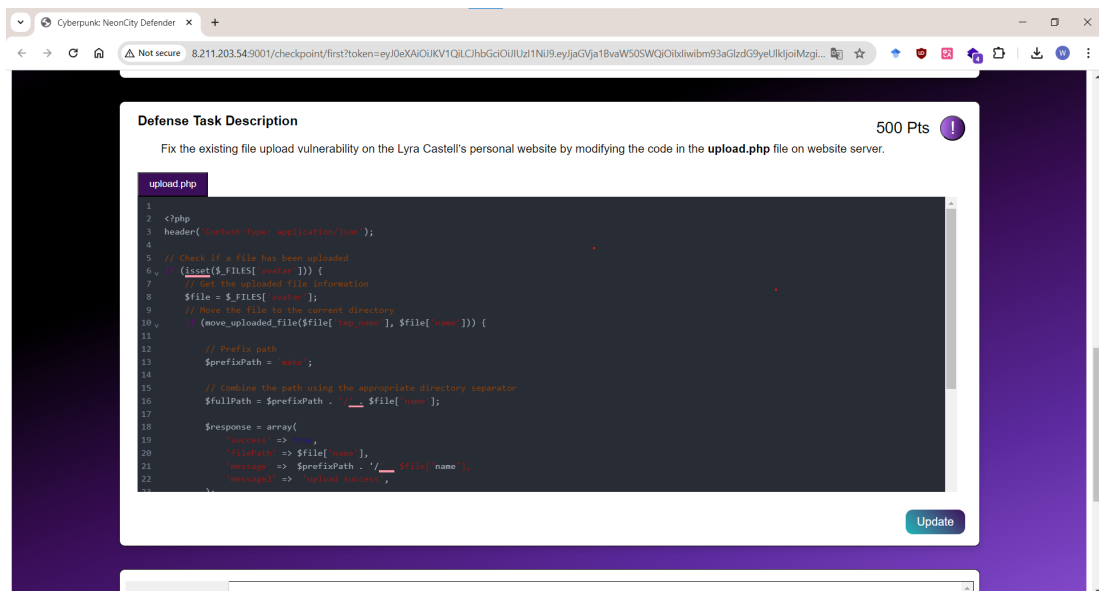 Cyberpunk: NeonCity Defender
Not secure 8.211.203.54:9001/checkpoint/first?token=eyJ0eXAiOiJKV1QiLCJhbGciOiJIUzI1NiJ9.eyJjaGVja1BvaW50SWQiOiIxIiwibm93aGlzdG9yeUlkIjoiMzgi...
Defense Task Description
500 Pts !
Fix the existing file upload vulnerability on the Lyra Castell's personal website by modifying the code in the upload.php file on website server.
upload.php
1
2 <?php
3 header('Content-Type: application/json');
4
5 // Check if a file has been uploaded
6 if (isset($_FILES['avatar'])) {
7 // Get the uploaded file information
8 $file = $_FILES['avatar'];
9 // Move the file to the current directory
10 if (move_uploaded_file($file['tmp_name'], $file['name'])) {
11
12 // Prefix path
13 $prefixPath = 'name';
14
15 // Combine the path using the appropriate directory separator
16 $fullPath = $prefixPath . '/' . $file['name'];
17
18 $response = array(
19 'success' => true,
20 'filePath' => $file['name'],
21 'message' => $prefixPath . '/ $file['name'],
22 'message2' => 'upload success',
23 );
Update